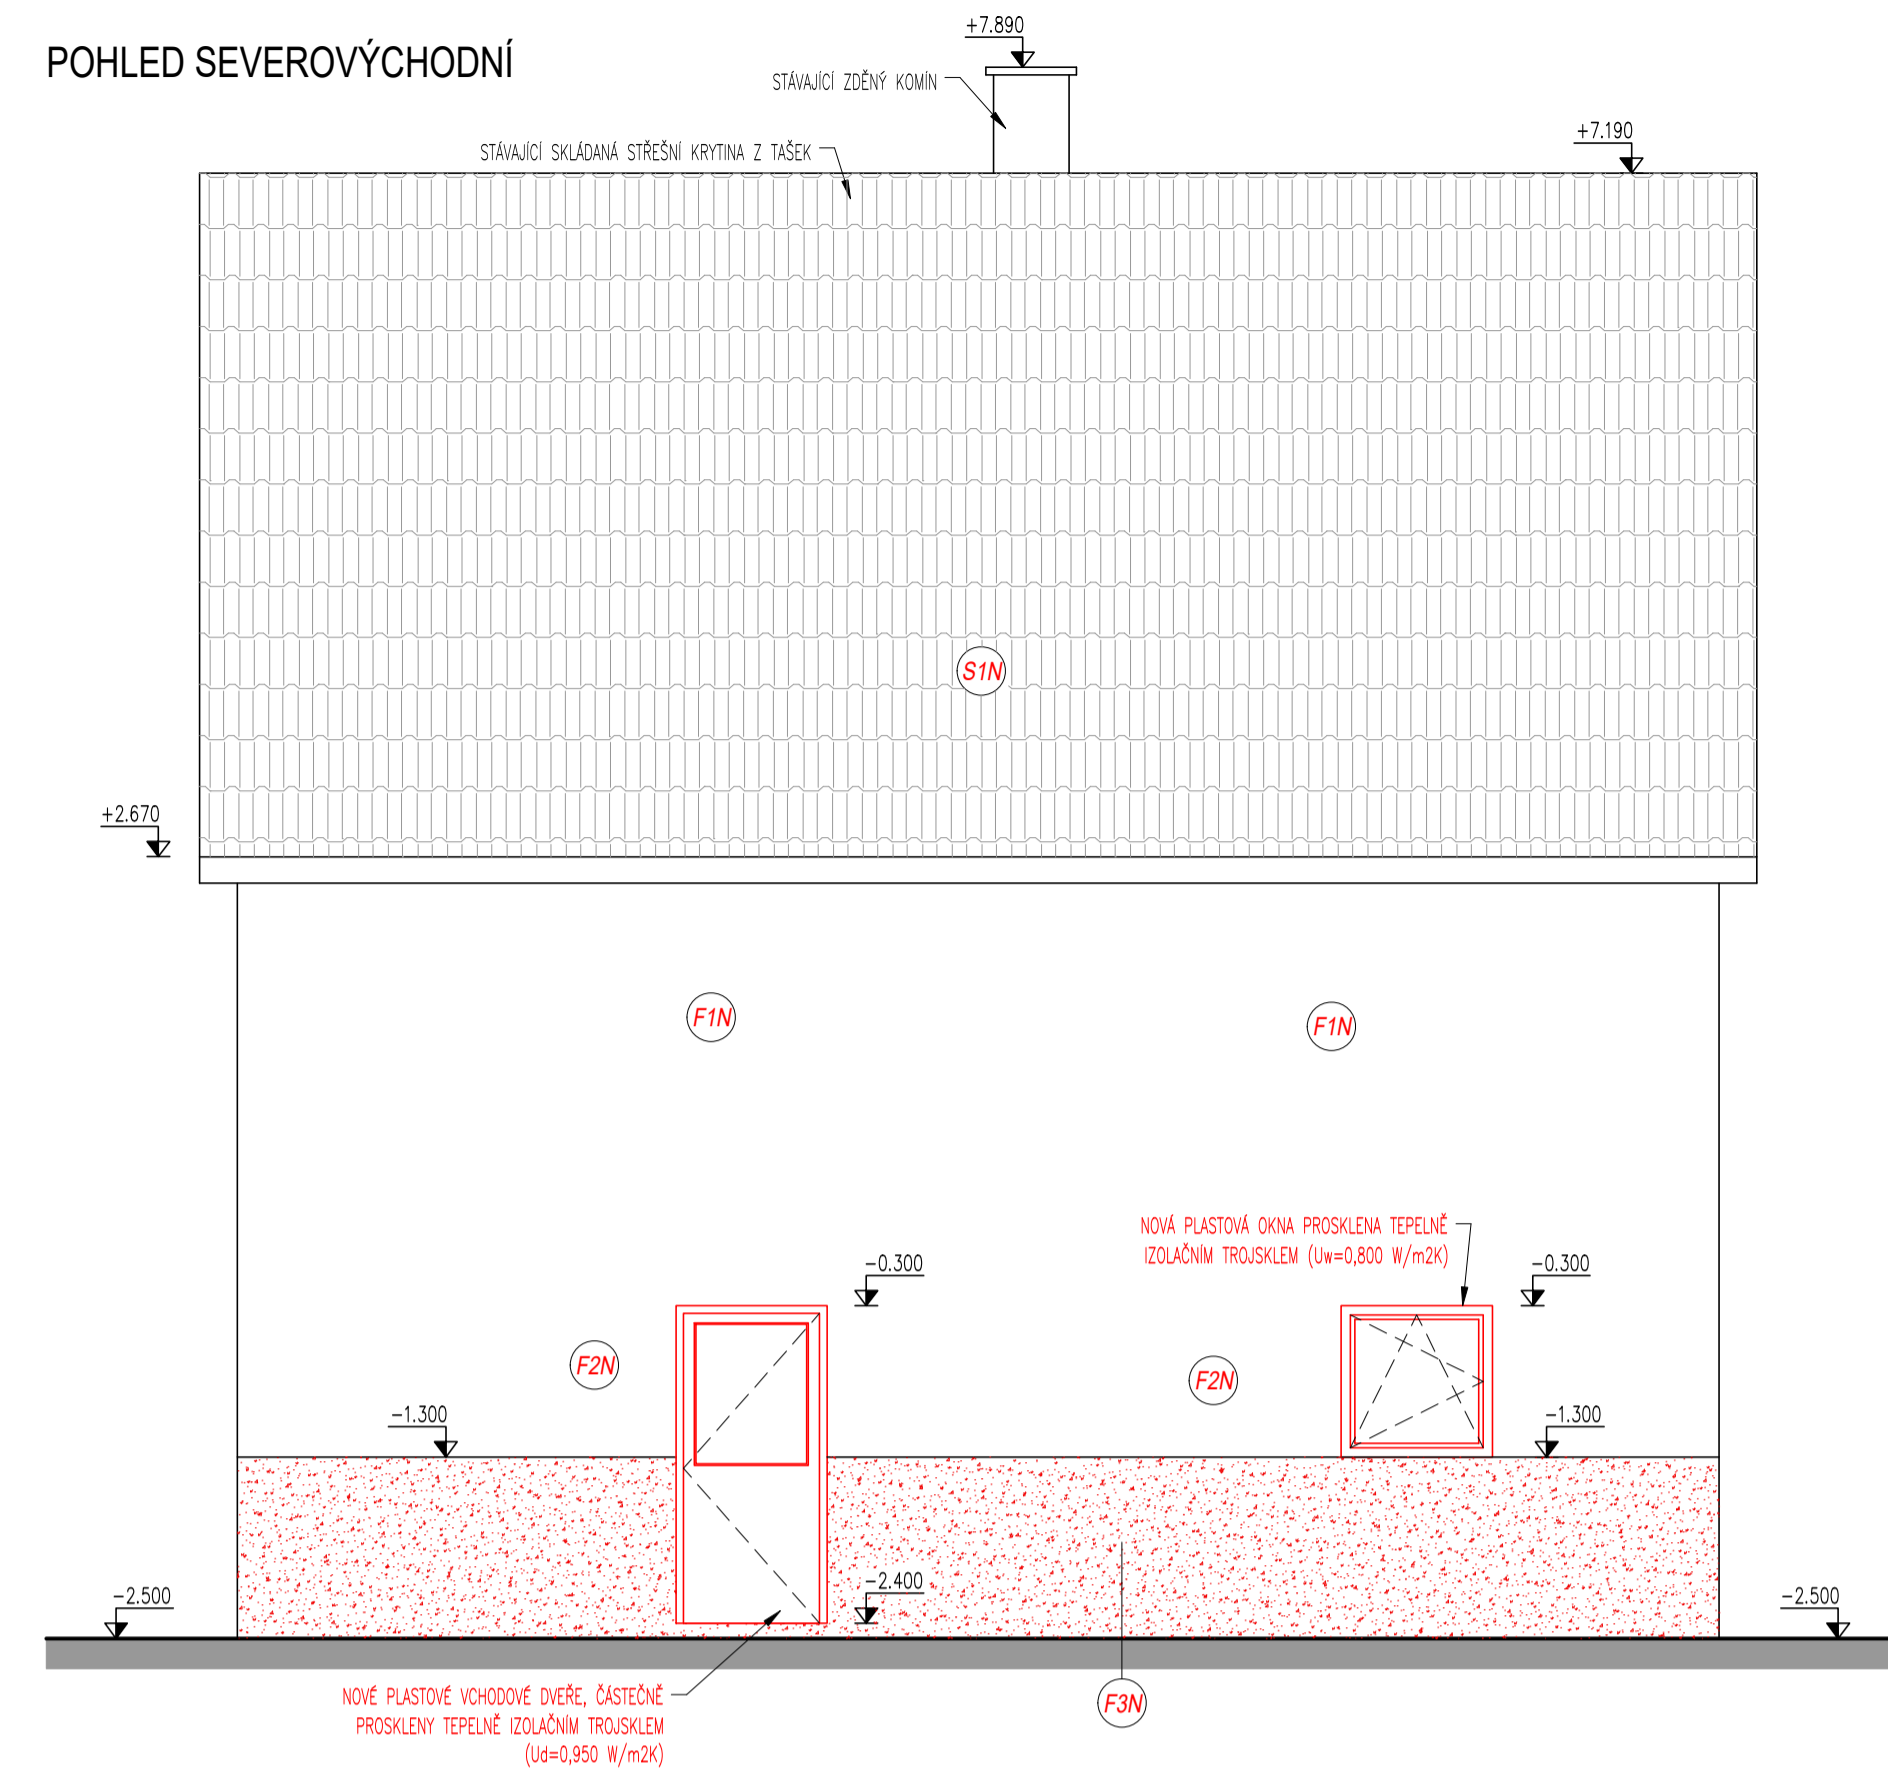 POHLED SEVEROVÝCHODNÍ
+7.890
STÁVAJÍCÍ ZDĚNÝ KOMÍN
+7.190
STÁVAJÍCÍ SKLÁDANÁ STŘEŠNÍ KRYTINA Z TAŠEK
S1N
+2.670
F1N
F1N
NOVÁ PLASTOVÁ OKNA PROSKLENA TEPELNĚ
IZOLAČNÍM TROJSKLEM (Uw=0,800 W/m2K)
-0.300
-0.300
F2N
F2N
-1.300
-1.300
-2.500
-2.400
-2.500
NOVÉ PLASTOVÉ VCHODOVÉ DVEŘE, ČÁSTEČNĚ
PROSKLENY TEPELNĚ IZOLAČNÍM TROJSKLEM
(Ud=0,950 W/m2K)
F3N